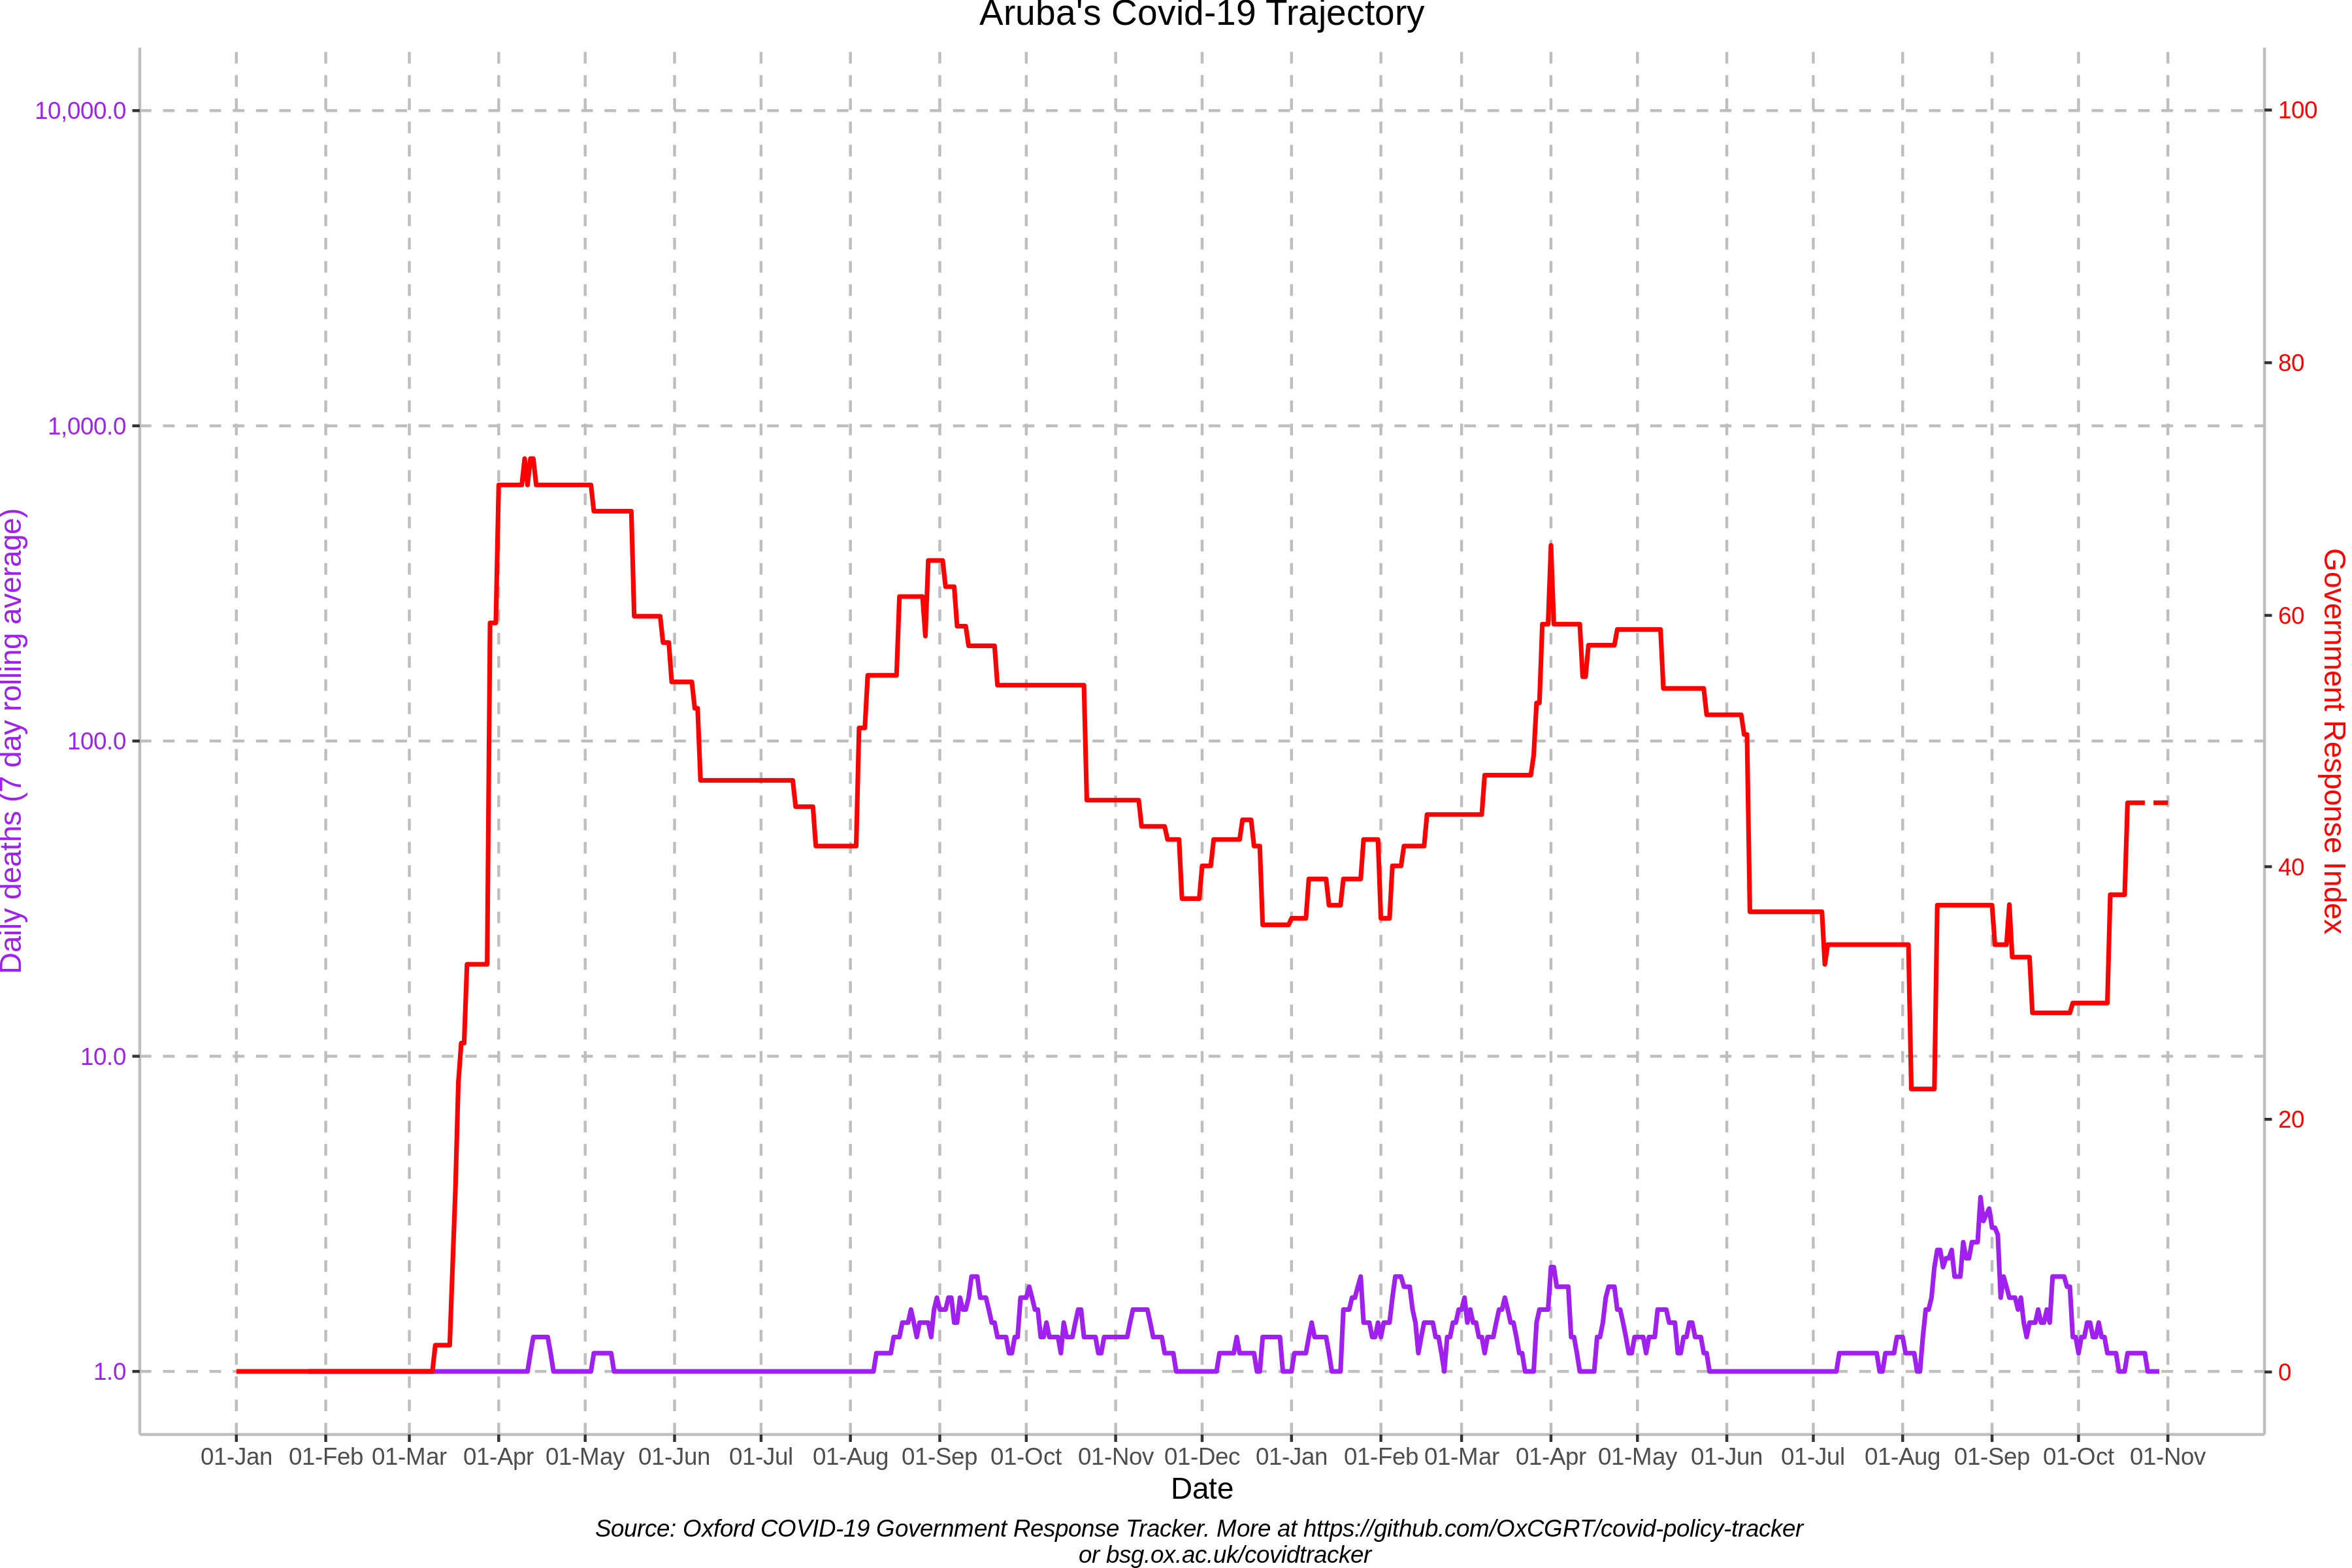 Aruba's Covid-19 Trajectory
10,000.0
1,000.0
100.0
10.0
1.0
Daily deaths (7 day rolling average)
100
80
60
40
20
0
Government Response Index
01-Jan 01-Feb 01-Mar 01-Apr 01-May 01-Jun 01-Jul 01-Aug 01-Sep 01-Oct 01-Nov 01-Dec 01-Jan 01-Feb 01-Mar 01-Apr 01-May 01-Jun 01-Jul 01-Aug 01-Sep 01-Oct 01-Nov
Date
Source: Oxford COVID-19 Government Response Tracker. More at https://github.com/OxCGRT/covid-policy-tracker
or bsg.ox.ac.uk/covidtracker